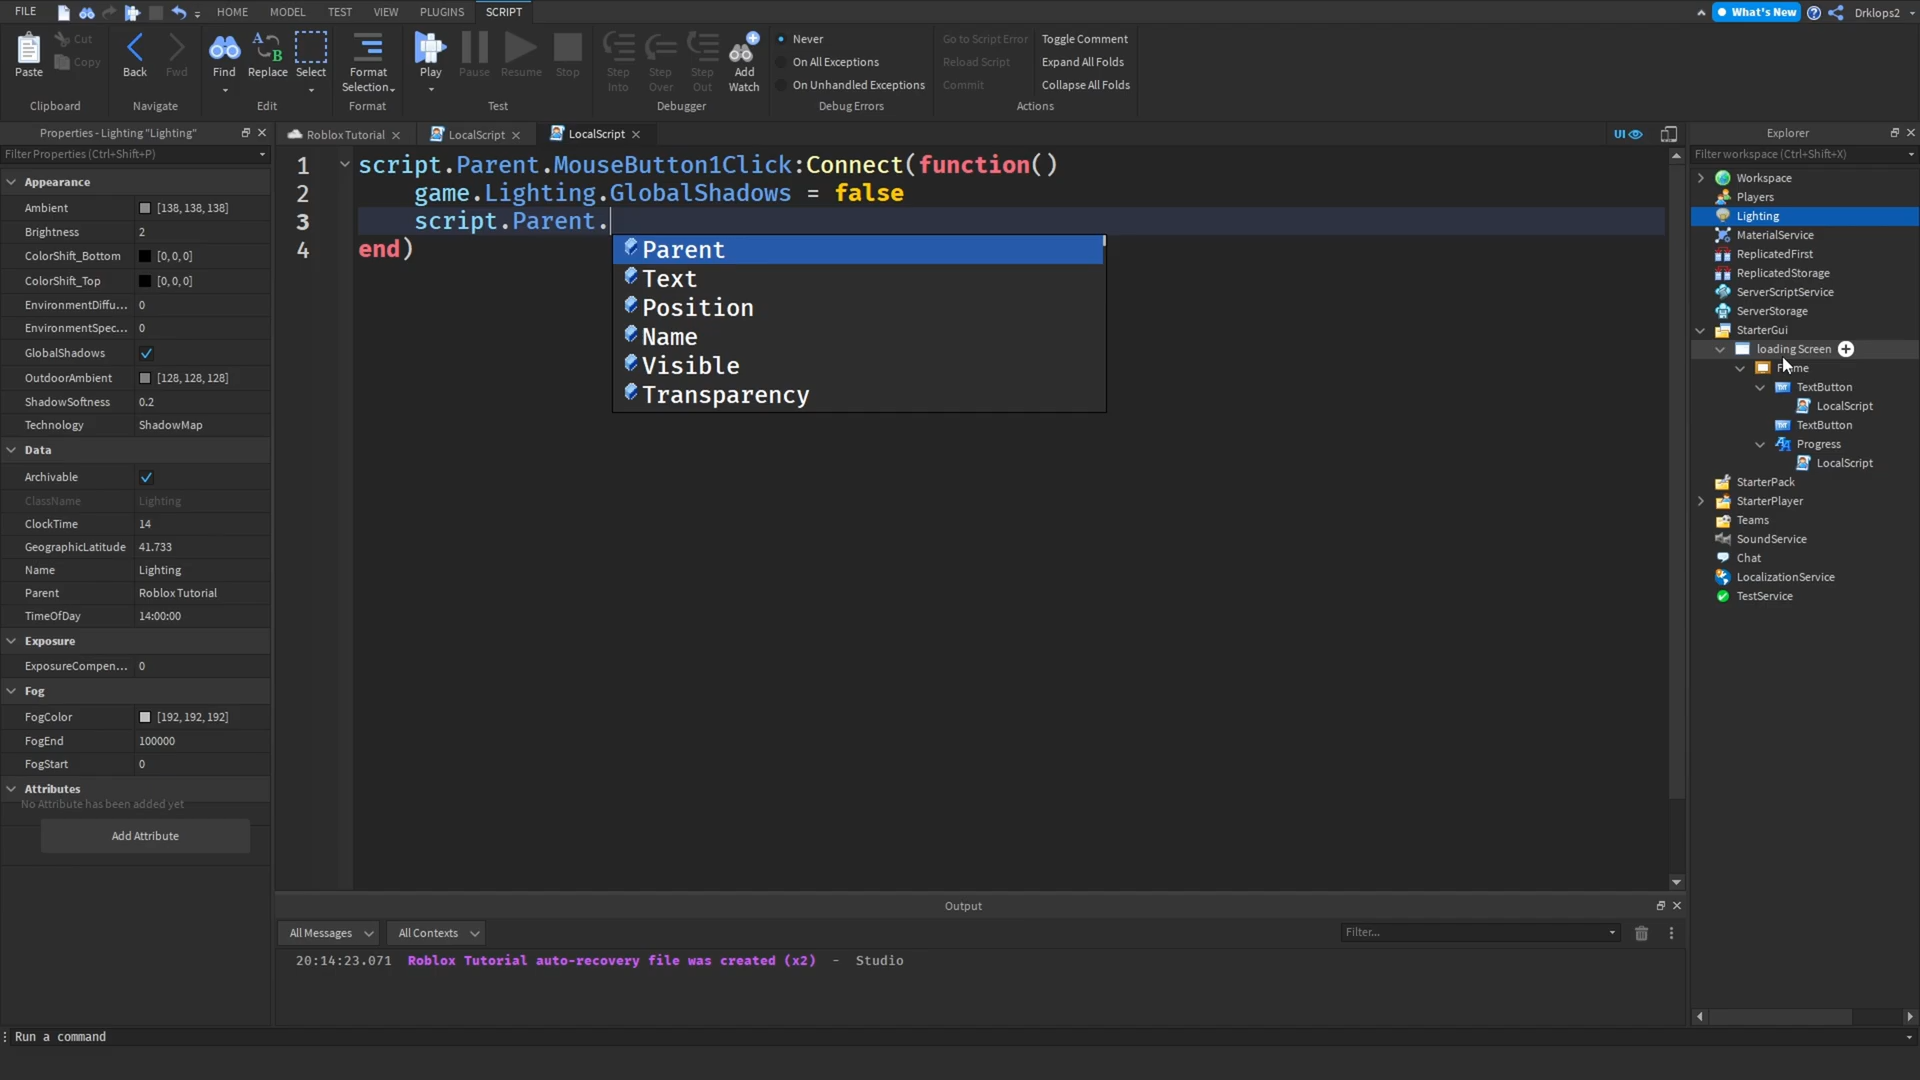 FILE
HOME
MODEL
TEST
VIEW
PLUGINS
SCRIPT
What's New
Drklops2
Paste
Cut
Copy
Clipboard
Back
Fwd
Navigate
Find
Replace
Select
Edit
Format
Selection
Format
Play
Pause
Resume
Stop
Test
Step
Into
Step
Over
Step
Out
Add
Watch
Debugger
Never
On All Exceptions
On Unhandled Exceptions
Debug Errors
Go to Script Error
Reload Script
Commit
Toggle Comment
Expand All Folds
Collapse All Folds
Actions
Properties - Lighting "Lighting"
Filter Properties (Ctrl+Shift+P)
Appearance
Ambient [138, 138, 138]
Brightness 2
ColorShift_Bottom [0, 0, 0]
ColorShift_Top [0, 0, 0]
EnvironmentDiffu... 0
EnvironmentSpec... 0
GlobalShadows
OutdoorAmbient [128, 128, 128]
ShadowSoftness 0.2
Technology ShadowMap
Data
Archivable
ClassName Lighting
ClockTime 14
GeographicLatitude 41.733
Name Lighting
Parent Roblox Tutorial
TimeOfDay 14:00:00
Exposure
ExposureCompen... 0
Fog
FogColor [192, 192, 192]
FogEnd 100000
FogStart 0
Attributes
No Attribute has been added yet
Add Attribute
Roblox Tutorial
LocalScript
LocalScript
UI
1 script.Parent.MouseButton1Click:Connect(function()
2 game.Lighting.GlobalShadows = false
3 script.Parent.
4 end)
Parent
Text
Position
Name
Visible
Transparency
Output
All Messages
All Contexts
Filter...
20:14:23.071 Roblox Tutorial auto-recovery file was created (x2) - Studio
Explorer
Filter workspace (Ctrl+Shift+X)
Workspace
Players
Lighting
MaterialService
ReplicatedFirst
ReplicatedStorage
ServerScriptService
ServerStorage
StarterGui
loadingScreen
TXT TextButton
LocalScript
TXT TextButton
Progress
LocalScript
StarterPack
StarterPlayer
Teams
SoundService
Chat
LocalizationService
TestService
Run a command